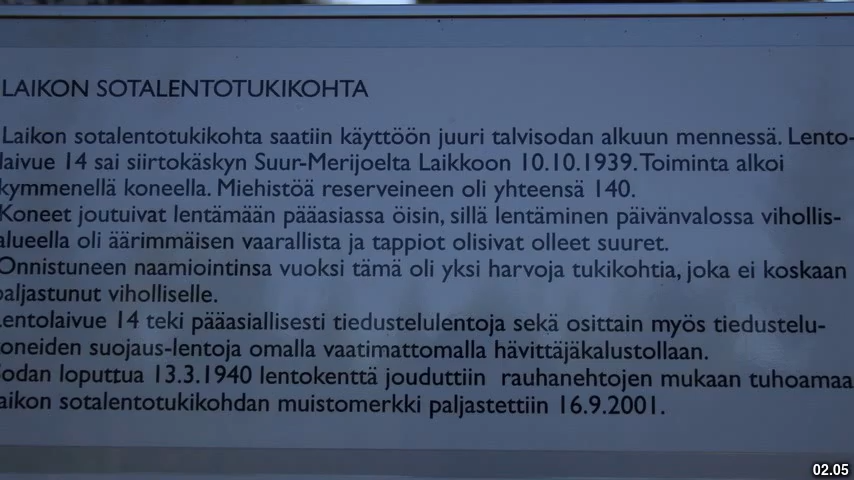 LAIKON SOTALENTOTUKIKOHTA
Laikon sotalentotukikohta saatiin käyttöön juuri talvisodan alkuun mennessä. Lento-
laivue 14 sai siirtokäskyn Suur-Merijoelta Laikkoon 10.10.1939. Toiminta alkoi
kymmenellä koneella. Miehistöä reserveineen oli yhteensä 140.
Koneet joutuivat lentämään pääasiassa öisin, sillä lentäminen päivänvalossa vihollis-
alueella oli äärimmäisen vaarallista ja tappiot olisivat olleet suuret.
Onnistuneen naamiointinsa vuoksi tämä oli yksi harvoja tukikohtia, joka ei koskaan
paljastunut viholliselle.
Lentolaivue 14 teki pääasiallisesti tiedustelulentoja sekä osittain myös tiedustelu-
oneiden suojaus-lentoja omalla vaatimattomalla hävittäjäkalustollaan.
odan loputtua 13.3.1940 lentokenttä jouduttiin rauhanehtojen mukaan tuhoamaa
aikon sotalentotukikohdan muistomerkki paljastettiin 16.9.2001.
02.05